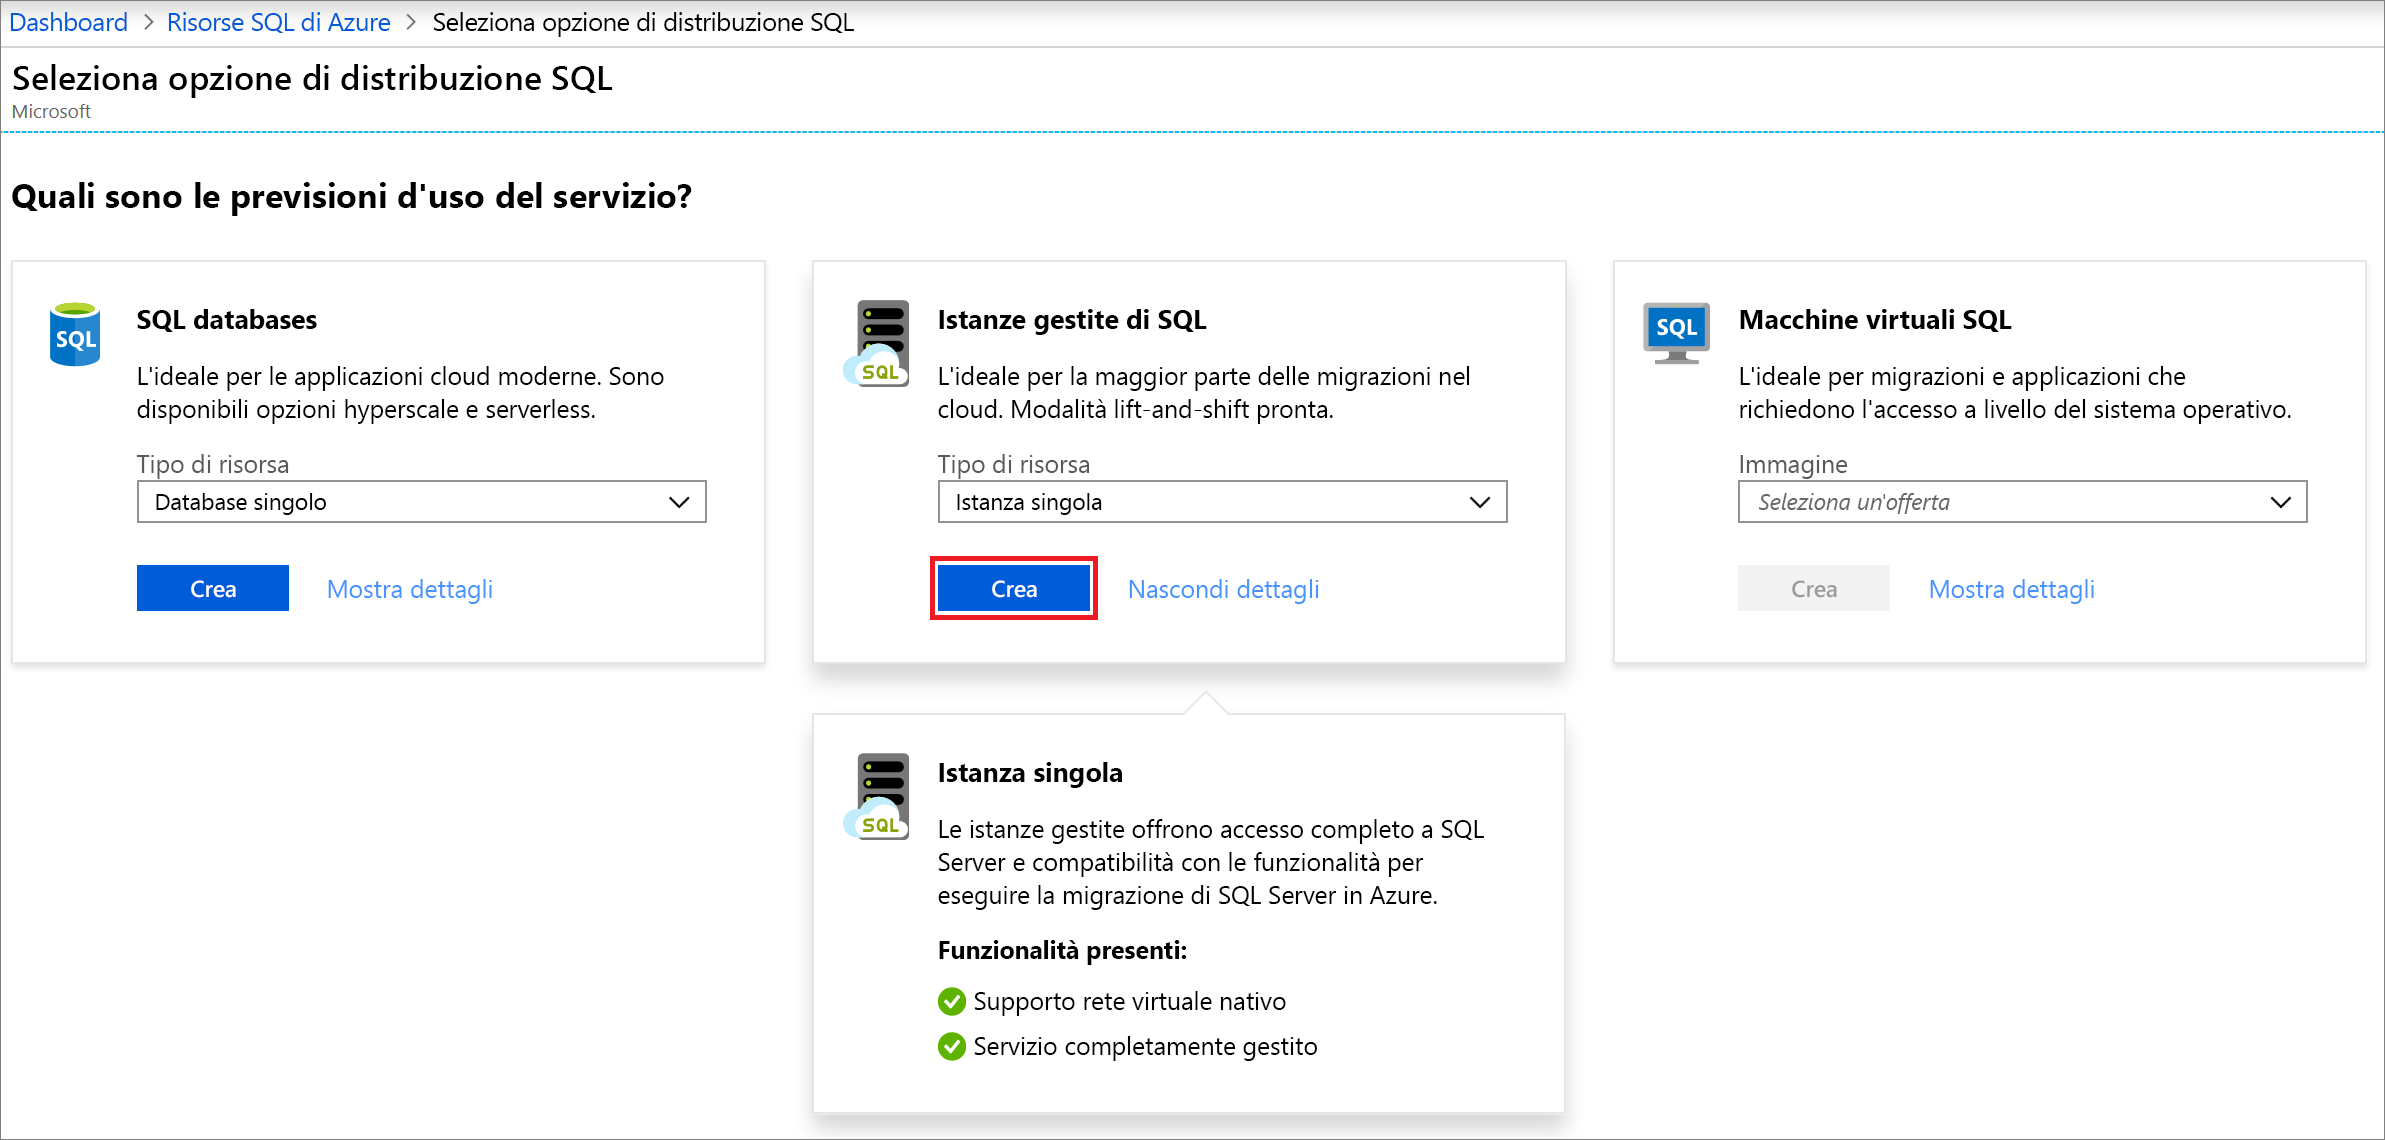 Dashboard > Risorse SQL di Azure > Seleziona opzione di distribuzione SQL
Seleziona opzione di distribuzione SQL
Microsoft
Quali sono le previsioni d'uso del servizio?
SQL
SQL databases
L'ideale per le applicazioni cloud moderne. Sono
disponibili opzioni hyperscale e serverless.
Tipo di risorsa
Database singolo
Crea
Mostra dettagli
SQL
Istanze gestite di SQL
L'ideale per la maggior parte delle migrazioni nel
cloud. Modalità lift-and-shift pronta.
Tipo di risorsa
Istanza singola
Crea
Nascondi dettagli
SQL
Macchine virtuali SQL
L'ideale per migrazioni e applicazioni che
richiedono l'accesso a livello del sistema operativo.
Immagine
Seleziona un'offerta
Crea
Mostra dettagli
SQL
Istanza singola
Le istanze gestite offrono accesso completo a SQL
Server e compatibilità con le funzionalità per
eseguire la migrazione di SQL Server in Azure.
Funzionalità presenti:
Supporto rete virtuale nativo
Servizio completamente gestito